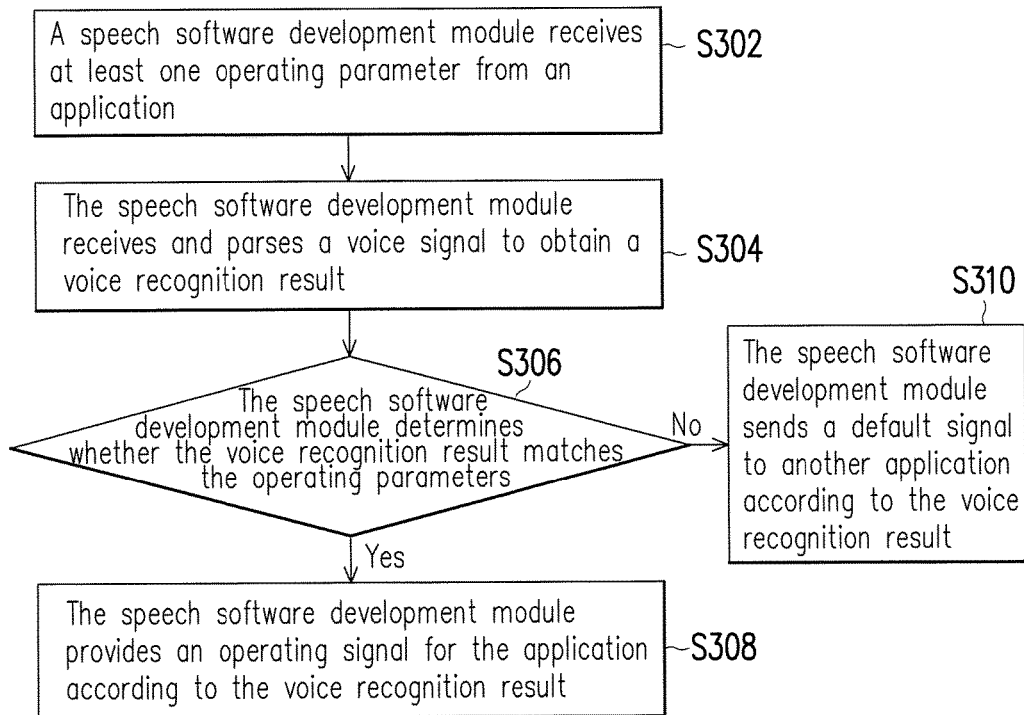 A speech software development module receives
at least one operating parameter from an
application
S302
The speech software development module
receives and parses a voice signal to obtain a
voice recognition result
S304
S306
The speech software
development module determines
whether the voice recognition result matches
the operating parameters
No
Yes
S310
The speech software
development module
sends a default signal
to another application
according to the voice
recognition result
The speech software development module
provides an operating signal for the application
according to the voice recognition result
S308